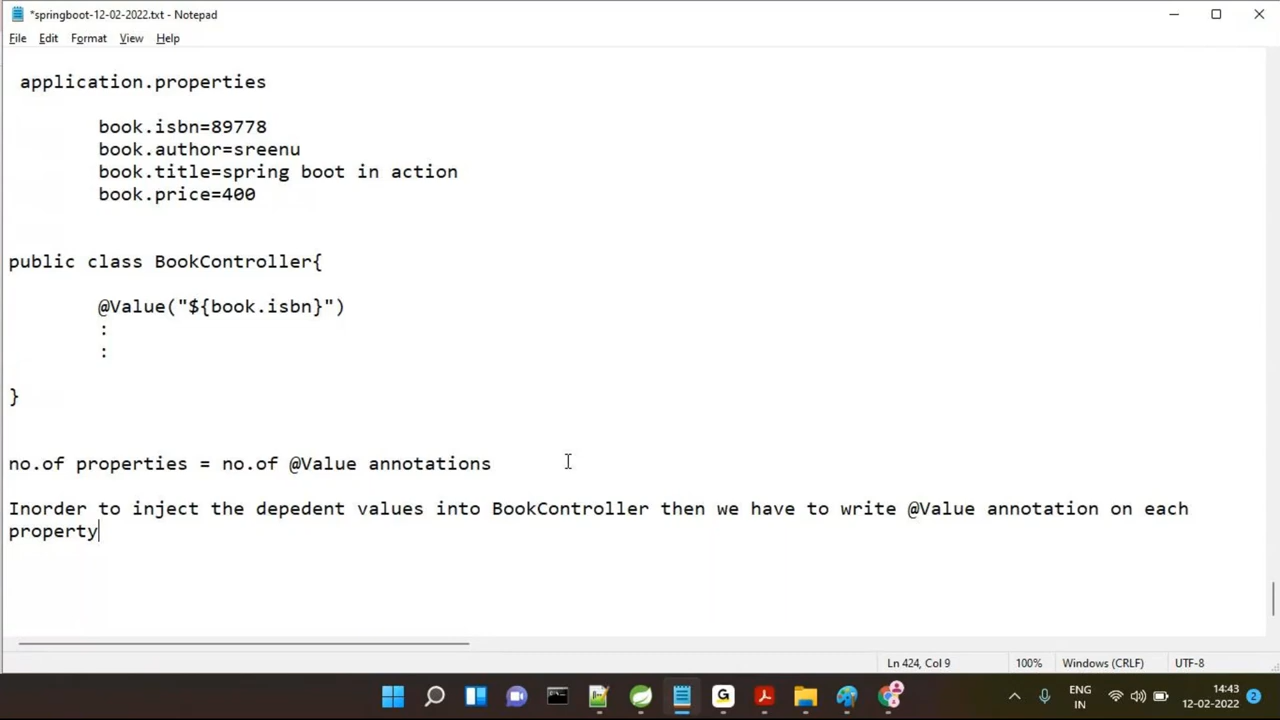 *springboot-12-02-2022.txt - Notepad
File Edit Format View Help
application.properties
book.isbn=89778
book.author=sreenu
book.title=spring boot in action
book.price=400
public class BookController{
@Value("${book.isbn}")
:
:
}
no.of properties = no.of @Value annotations
Inorder to inject the depedent values into BookController then we have to write @Value annotation on each
property
Ln 424, Col 9 100% Windows (CRLF) UTF-8
ENG 14:43
IN 12-02-2022 2